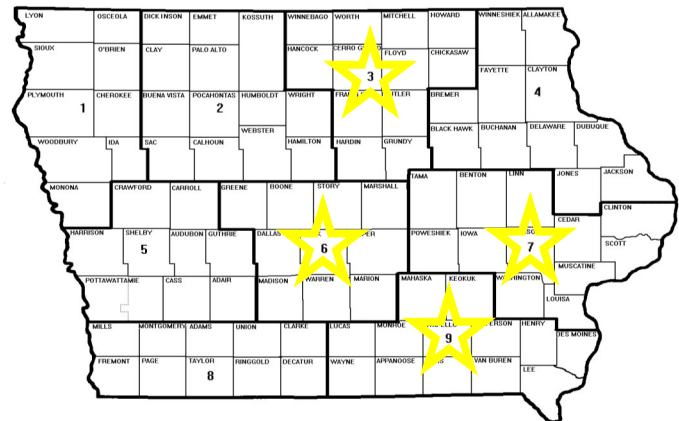 LYON OSCEOLA DICK INSON EMMET KOSSUTH WINNEBAGO WORTH MITCHELL HOWARD WINNESHIEK ALLAMAKEE
SIOUX O'BRIEN CLAY PALO ALTO HANCOCK FLOYD CHICKASAW
3
FAYETTE CLAYTON
PLYMOUTH CHEROKEE BUENA VISTA POCAHONTAS HUMBOLDT WRIGHT BREMER
1 2 4
WEBSTER BLACK HAWK BUCHANAN DELAWARE DUBUQUE
WOODBURY IDA SAC CALHOUN HAMILTON HARDIN GRUNDY
TAMA BENTON LINN JONES JACKSON
MONONA CRAWFORD CARROLL GREENE BOONE STORY MARSHALL
CLINTON
CEDAR
HARRISON SHELBY AUDUBON GUTHRIE POWESHIEK IOWA
5 6 7 SCOTT
MUSCATINE
POTTAWATTAMIE CASS ADAIR MADISON WARREN MARION MAHASKA KEOKUK
LOUISA
MILLS MONTGOMERY ADAMS UNION CLARKE LUCAS MONROE HENRY
9 DES MOINES
FREMONT PAGE TAYLOR RINGGOLD DECATUR WAYNE APPANOOSE VAN BUREN
LEE
8